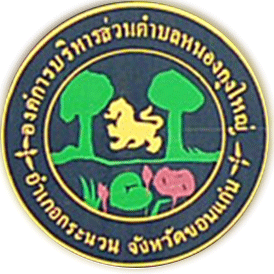 องค์การบริหารส่วนตำบลหนองกุงใหญ่
อำเภอกระนวน จังหวัดขอนแก่น